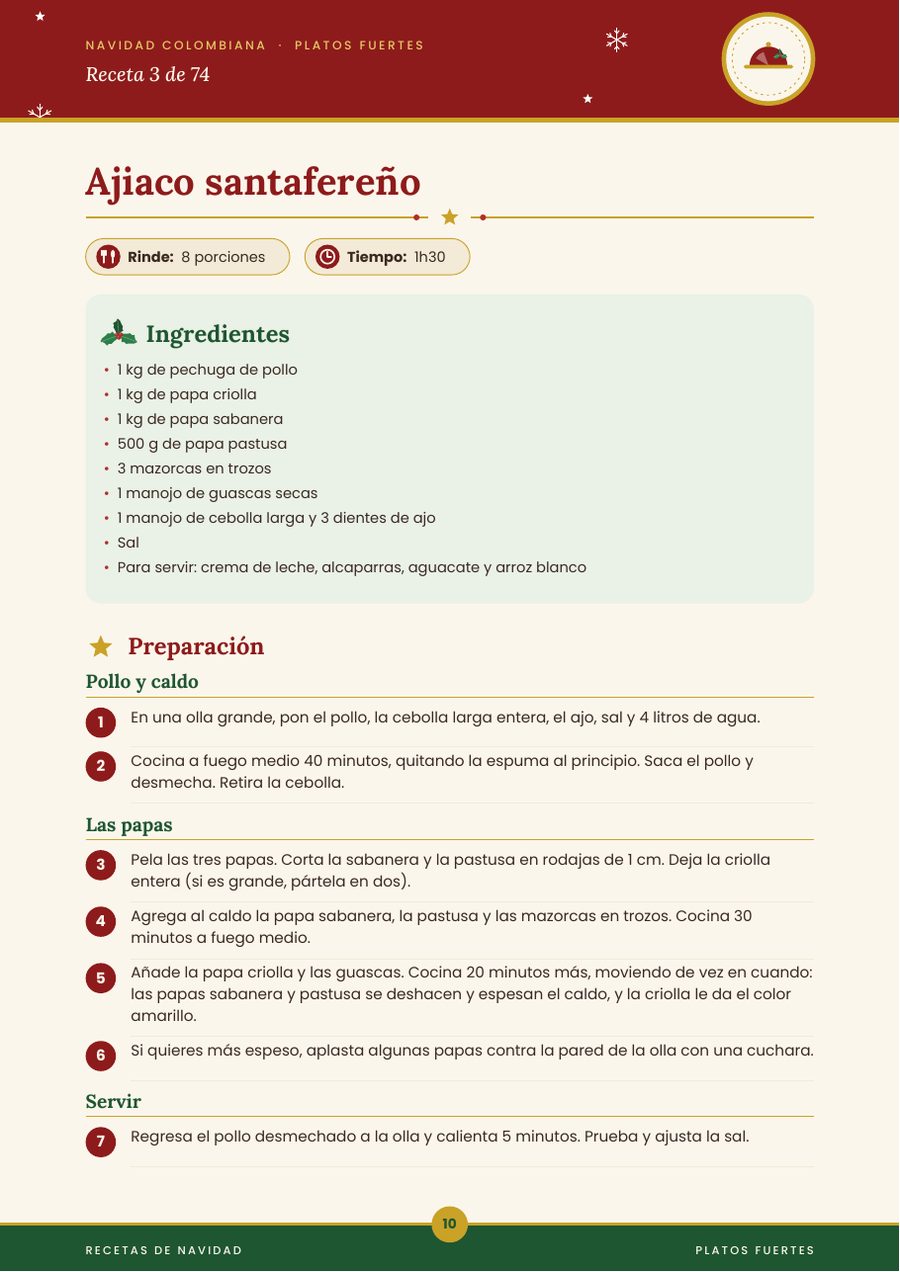 NAVIDAD COLOMBIANA · PLATOS FUERTES
Receta 3 de 74
Ajiaco santafereño
Rinde: 8 porciones
Tiempo: 1h30
Ingredientes
• 1 kg de pechuga de pollo
• 1 kg de papa criolla
• 1 kg de papa sabanera
• 500 g de papa pastusa
• 3 mazorcas en trozos
• 1 manojo de guascas secas
• 1 manojo de cebolla larga y 3 dientes de ajo
• Sal
• Para servir: crema de leche, alcaparras, aguacate y arroz blanco
Preparación
Pollo y caldo
1 En una olla grande, pon el pollo, la cebolla larga entera, el ajo, sal y 4 litros de agua.
2 Cocina a fuego medio 40 minutos, quitando la espuma al principio. Saca el pollo y
desmecha. Retira la cebolla.
Las papas
3 Pela las tres papas. Corta la sabanera y la pastusa en rodajas de 1 cm. Deja la criolla
entera (si es grande, pártela en dos).
4 Agrega al caldo la papa sabanera, la pastusa y las mazorcas en trozos. Cocina 30
minutos a fuego medio.
5 Añade la papa criolla y las guascas. Cocina 20 minutos más, moviendo de vez en cuando:
las papas sabanera y pastusa se deshacen y espesan el caldo, y la criolla le da el color
amarillo.
6 Si quieres más espeso, aplasta algunas papas contra la pared de la olla con una cuchara.
Servir
7 Regresa el pollo desmechado a la olla y calienta 5 minutos. Prueba y ajusta la sal.
10
RECETAS DE NAVIDAD
PLATOS FUERTES